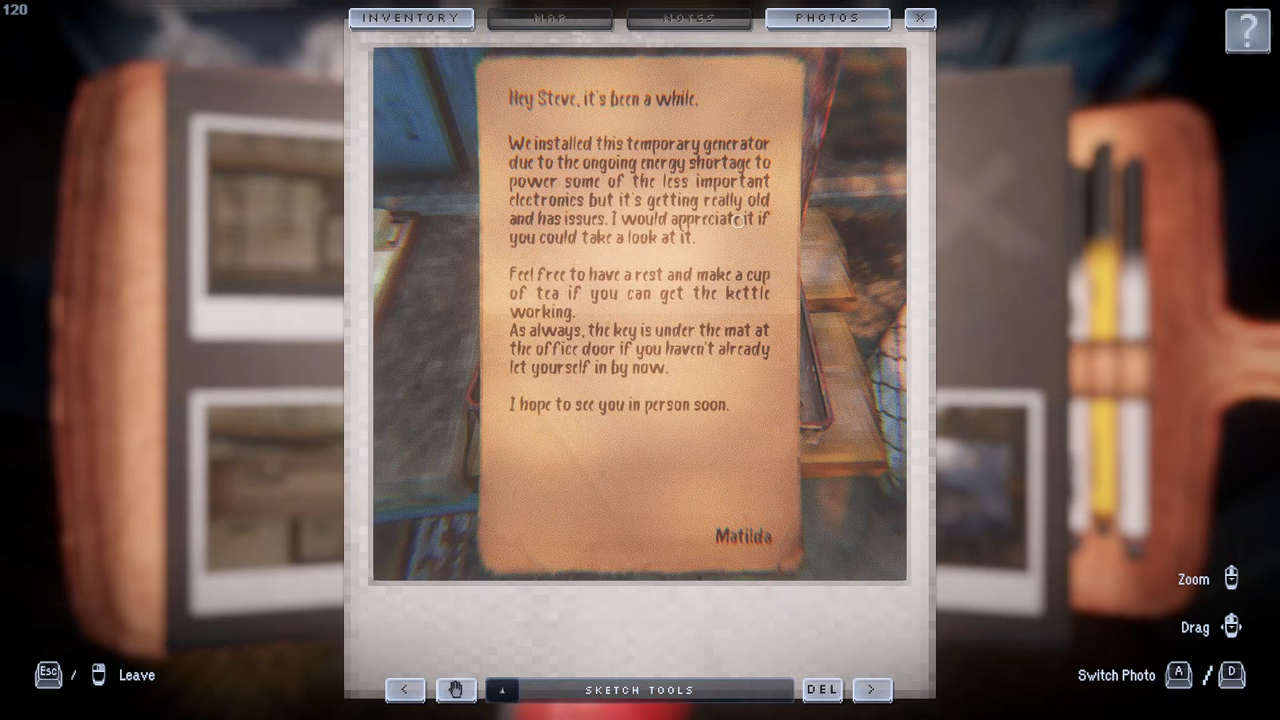 120
INVENTORY
MAP
NOTES
PHOTOS
X
?
Hey Steve, it's been a while.
We installed this temporary generator
due to the ongoing energy shortage to
power some of the less important
electronics but it's getting really old
and has issues. I would appreciate it if
you could take a look at it.
Feel free to have a rest and make a cup
of tea if you can get the kettle
working.
As always, the key is under the mat at
the office door if you haven't already
let yourself in by now.
I hope to see you in person soon.
Matilda
Zoom
Drag
Esc / Leave
Switch Photo A / D
< SKETCH TOOLS DEL >